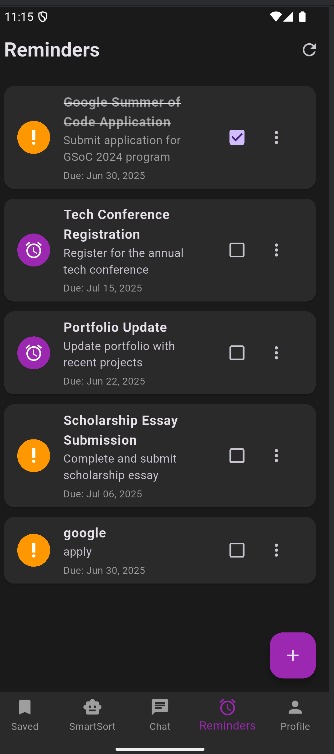 11:15
Reminders
Google Summer of
Code Application
Submit application for
GSoC 2024 program
Due: Jun 30, 2025
Tech Conference
Registration
Register for the annual
tech conference
Due: Jul 15, 2025
Portfolio Update
Update portfolio with
recent projects
Due: Jun 22, 2025
Scholarship Essay
Submission
Complete and submit
scholarship essay
Due: Jul 06, 2025
google
apply
Due: Jun 30, 2025
Saved SmartSort Chat Reminders Profile